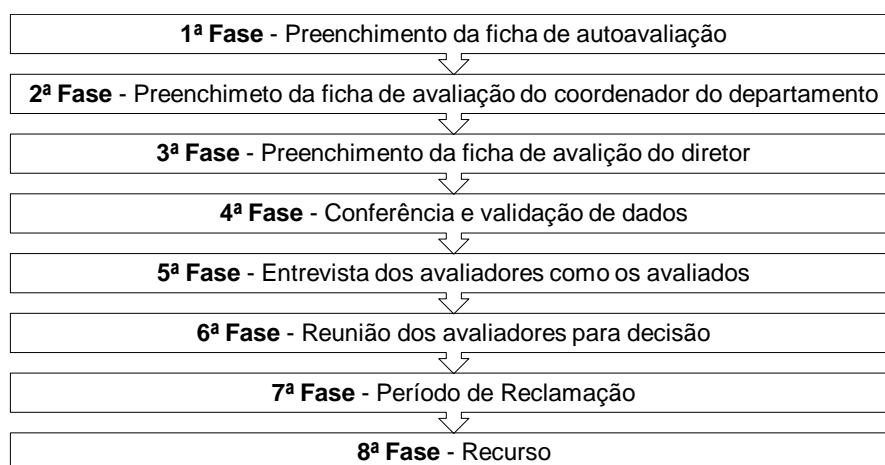 1ª Fase - Preenchimento da ficha de autoavaliação
2ª Fase - Preenchimeto da ficha de avaliação do coordenador do departamento
3ª Fase - Preenchimento da ficha de avalição do diretor
4ª Fase - Conferência e validação de dados
5ª Fase - Entrevista dos avaliadores como os avaliados
6ª Fase - Reunião dos avaliadores para decisão
7ª Fase - Período de Reclamação
8ª Fase - Recurso